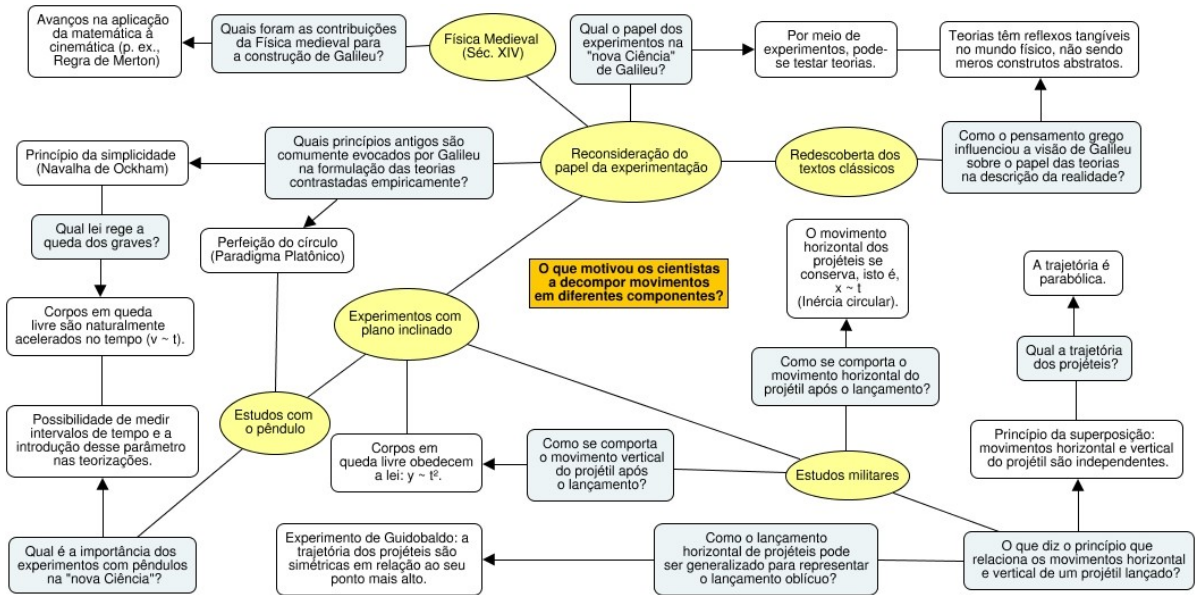 Avanços na aplicação
da matemática à
cinemática (p. ex.,
Regra de Merton)
Quais foram as contribuições
da Física medieval para
a construção de Galileu?
Física Medieval
(Séc. XIV)
Qual o papel dos
experimentos na
"nova Ciência"
de Galileu?
Por meio de
experimentos, pode-
se testar teorias.
Teorias têm reflexos tangíveis
no mundo físico, não sendo
meros construtos abstratos.
Princípio da simplicidade
(Navalha de Ockham)
Quais princípios antigos são
comumente evocados por Galileu
na formulação das teorias
contrastadas empiricamente?
Reconsideração do
papel da experimentação
Redescoberta dos
textos clássicos
Como o pensamento grego
influenciou a visão de Galileu
sobre o papel das teorias
na descrição da realidade?
Qual lei rege a
queda dos graves?
Perfeição do círculo
(Paradigma Platônico)
O que motivou os cientistas
a decompor movimentos
em diferentes componentes?
O movimento
horizontal dos
projéteis se
conserva, isto é,
x ~ t
(Inércia circular).
A trajetória é
parabólica.
Corpos em queda
livre são naturalmente
acelerados no tempo (v ~ t).
Experimentos com
plano inclinado
Como se comporta o
movimento horizontal do
projétil após o lançamento?
Qual a trajetória
dos projéteis?
Possibilidade de medir
intervalos de tempo e a
introdução desse parâmetro
nas teorizações.
Estudos com
o pêndulo
Corpos em
queda livre obedecem
a lei: y ~ t².
Como se comporta
o movimento vertical
do projétil após
o lançamento?
Estudos militares
Princípio da superposição:
movimentos horizontal e vertical
do projétil são independentes.
Qual é a importância dos
experimentos com pêndulos
na "nova Ciência"?
Experimento de Guidobaldo: a
trajetória dos projéteis são
simétricas em relação ao seu
ponto mais alto.
Como o lançamento
horizontal de projéteis pode
ser generalizado para representar
o lançamento oblícuo?
O que diz o princípio que
relaciona os movimentos horizontal
e vertical de um projétil lançado?